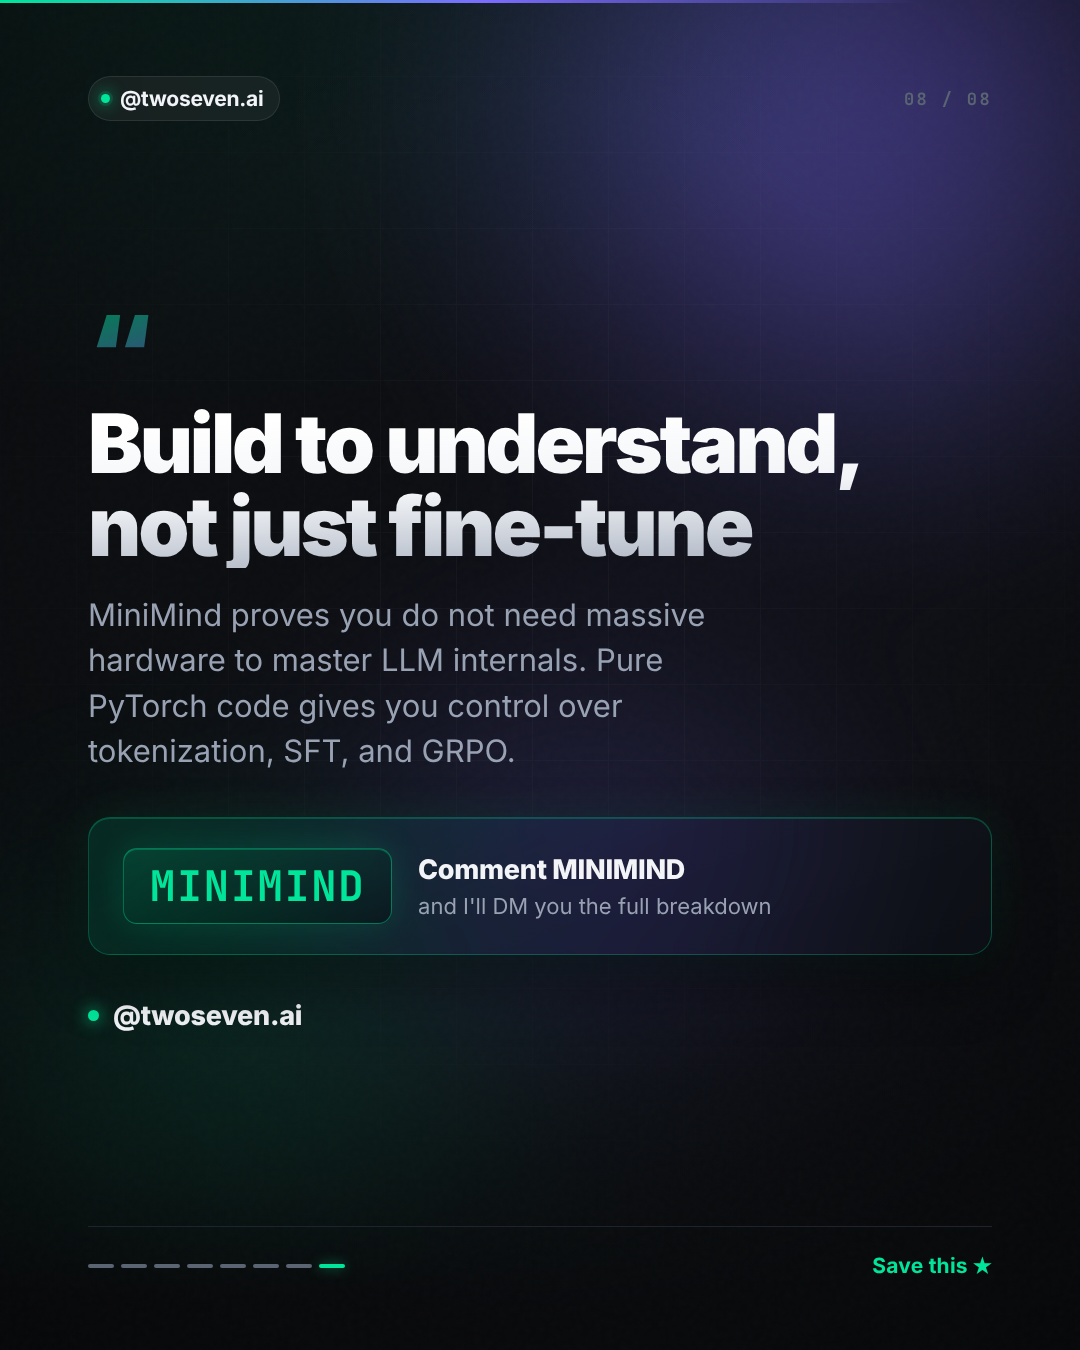 @twoseven.ai
08 / 08
“
Build to understand,
not just fine-tune
MiniMind proves you do not need massive
hardware to master LLM internals. Pure
PyTorch code gives you control over
tokenization, SFT, and GRPO.
MINIMIND
Comment MINIMIND
and I'll DM you the full breakdown
@twoseven.ai
Save this ★